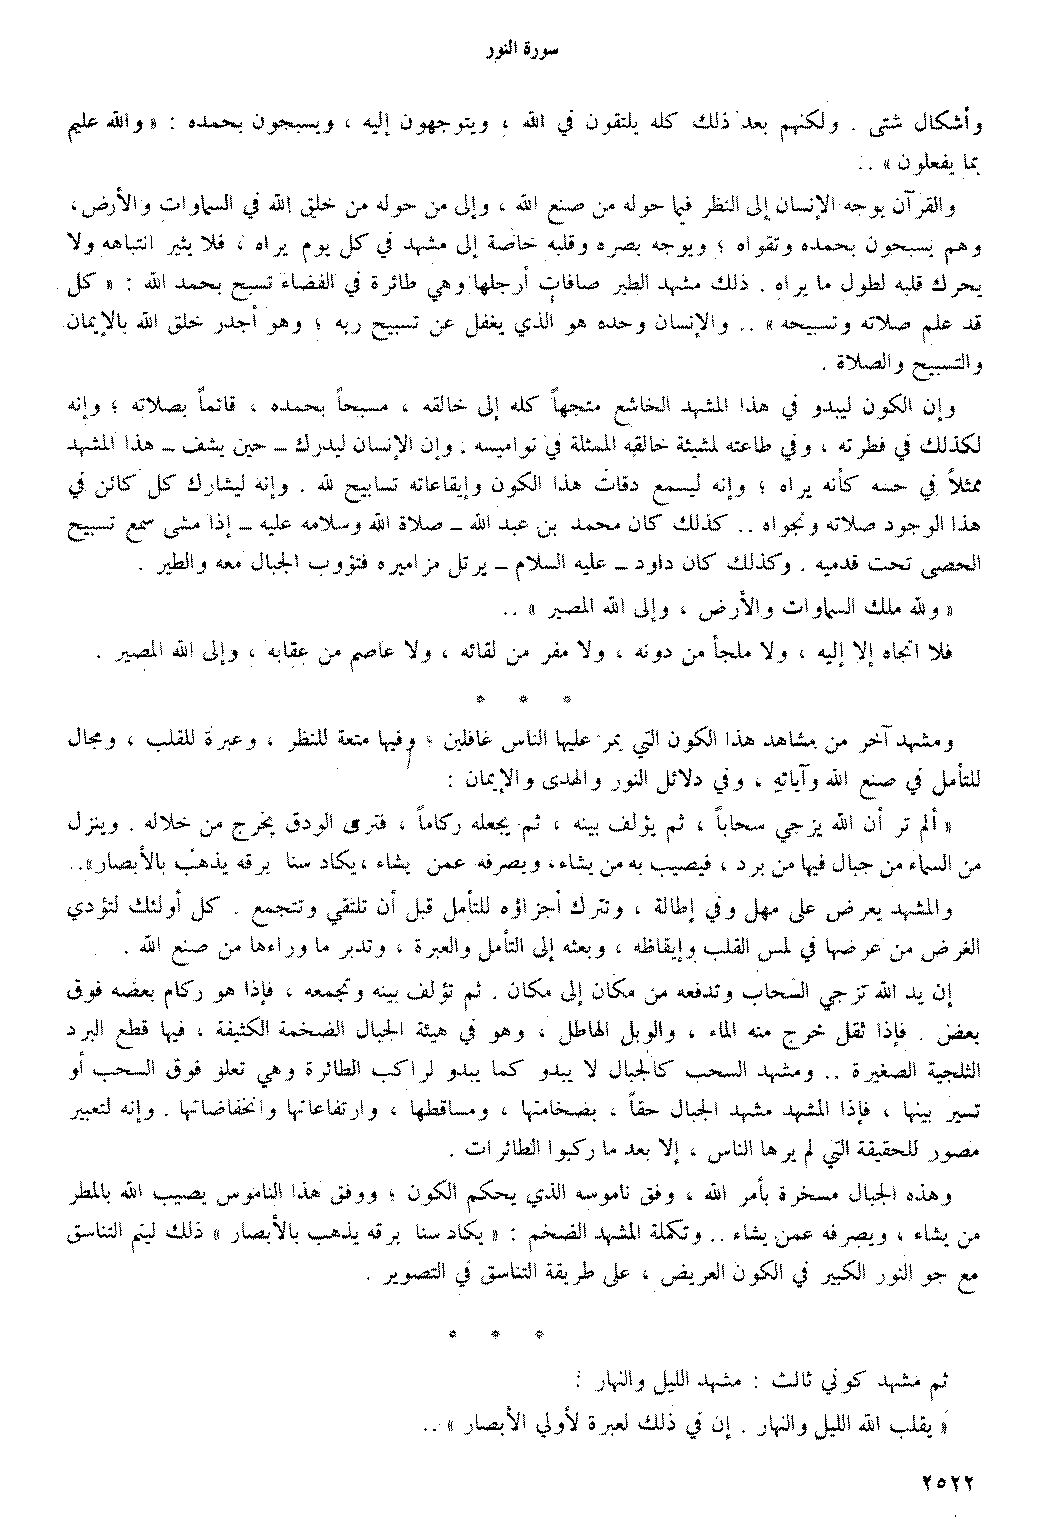 سورة النور
وأشكال شتى . ولكنهم بعد ذلك كله يلتقون في الله ؛ ويتوجهون إليه ، ويسبحون بحمده : « والله عليم
بما يفعلون » ..
والقرآن يوجه الإنسان إلى النظر فيما حوله من صنع الله ، وإلى من حوله من خلق الله في السماوات والأرض،
وهم يسبحون بحمده وتقواه ؛ ويوجه بصره وقلبه خاصة إلى مشهد في كل يوم يراه ، فلا يثير انتباهه ولا
يحرك قلبه لطول ما يراه . ذلك مشهد الطير صافات أرجلها وهي طائرة في الفضاء تسبح بحمد الله : « كل
قد علم صلاته وتسبيحه » .. والإنسان وحده هو الذي يغفل عن تسبيح ربه ؛ وهو أجدر خلق الله بالإيمان
والتسبيح والصلاة .
وإن الكون ليبدو في هذا المشهد الخاشع متجهاً كله إلى خالقه ، مسبحاً بحمده ، قائماً بصلاته ؛ وإنه
لكذلك في فطرته ، وفي طاعته لمشيئة خالقه الممثلة في نواميسه . وإن الإنسان ليدرك – حين يشف – هذا المشهد
ممثلاً في حسه كأنه يراه ؛ وإنه ليسمع دقات هذا الكون وإيقاعاته تسابيح لله . وإنه ليشارك كل كائن في
هذا الوجود صلاته ونجواه .. كذلك كان محمد بن عبد الله – صلاة الله وسلامه عليه – إذا مشى سمع تسبيح
الحصى تحت قدميه . وكذلك كان داود – عليه السلام – يرتل مزاميره فتؤوب الجبال معه والطير .
« ولله ملك السماوات والأرض ، وإلى الله المصير » ..
فلا اتجاه إلا إليه ، ولا ملجأ من دونه ، ولا مفر من لقائه ، ولا عاصم من عقابه ، وإلى الله المصير .
* * *
ومشهد آخر من مشاهد هذا الكون التي يمر عليها الناس غافلين ؛ وفيها متعة للنظر ، وعبرة للقلب ، ومجال
للتأمل في صنع الله وآياته ، وفي دلائل النور والهدى والإيمان :
« ألم تر أن الله يزجي سحاباً ، ثم يؤلف بينه ، ثم يجعله ركاماً ، فترى الودق يخرج من خلاله . وينزل
من السماء من جبال فيها من برد ، فيصيب به من يشاء، ويصرفه عمن يشاء ،يكاد سنا برقه يذهب بالأبصار»..
والمشهد يعرض على مهل وفي إطالة ، وتترك أجزاؤه للتأمل قبل أن تلتقي وتتجمع . كل أولئك لتؤدي
الغرض من عرضها في لمس القلب وإيقاظه ، وبعثه إلى التأمل والعبرة ، وتدبر ما وراءها من صنع الله .
إن يد الله تزجي السحاب وتدفعه من مكان إلى مكان . ثم تؤلف بينه وتجمعه ، فإذا هو ركام بعضه فوق
بعض . فإذا ثقل خرج منه الماء ، والوبل الهاطل ، وهو في هيئة الجبال الضخمة الكثيفة ، فيها قطع البرد
الثلجية الصغيرة .. ومشهد السحب كالجبال لا يبدو كما يبدو لراكب الطائرة وهي تعلو فوق السحب أو
تسير بينها ، فإذا المشهد مشهد الجبال حقاً ، بضخامتها ، ومساقطها ، وارتفاعاتها وانخفاضاتها . وإنه لتعبير
مصور للحقيقة التي لم يرها الناس ، إلا بعد ما ركبوا الطائرات .
وهذه الجبال مسخرة بأمر الله ، وفق ناموسه الذي يحكم الكون ؛ ووفق هذا الناموس يصيب الله بالمطر
من يشاء ، ويصرفه عمن يشاء .. وتكملة المشهد الضخم : « يكاد سنا برقه يذهب بالأبصار » ذلك ليتم التناسق
مع جو النور الكبير في الكون العريض ، على طريقة التناسق في التصوير .
* * *
ثم مشهد كوني ثالث : مشهد الليل والنهار :
« يقلب الله الليل والنهار . إن في ذلك لعبرة لأولي الأبصار » ..
٢٥٢٢